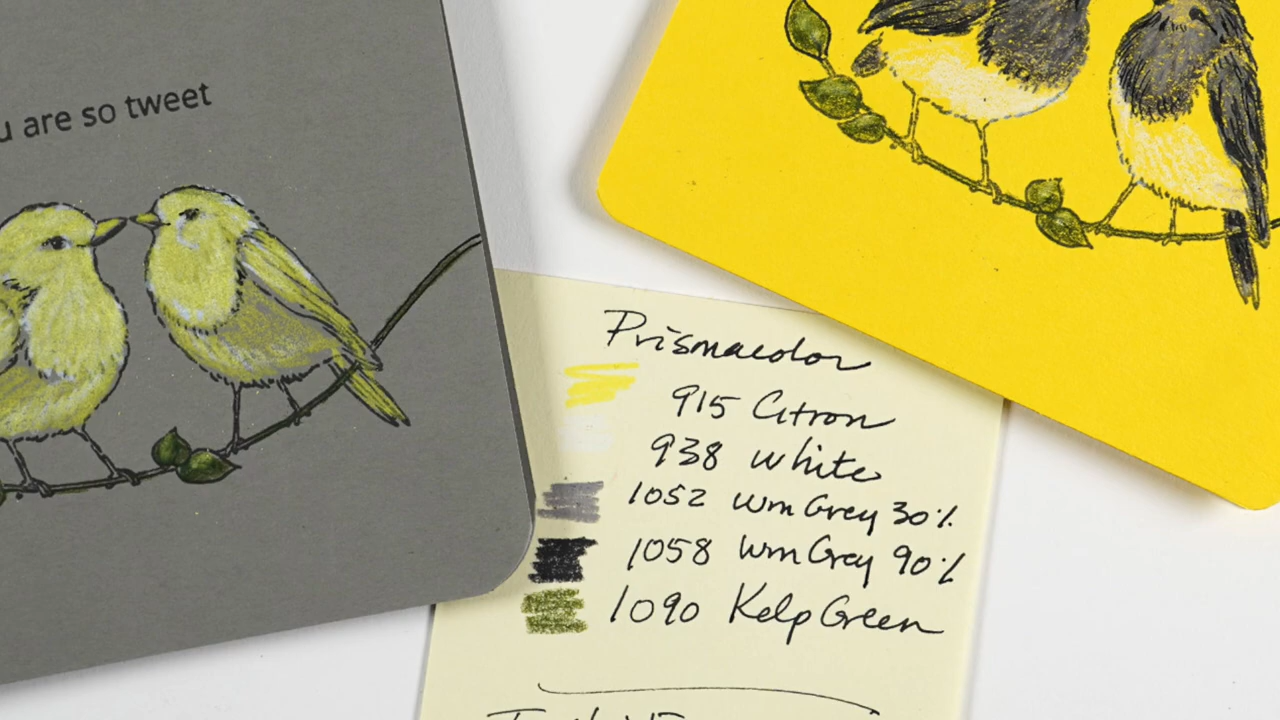 are so tweet
Prismacolor
915 Citron
938 white
1052 Wm Grey 30%
1058 Wm Grey 90%
1090 Kelp Green